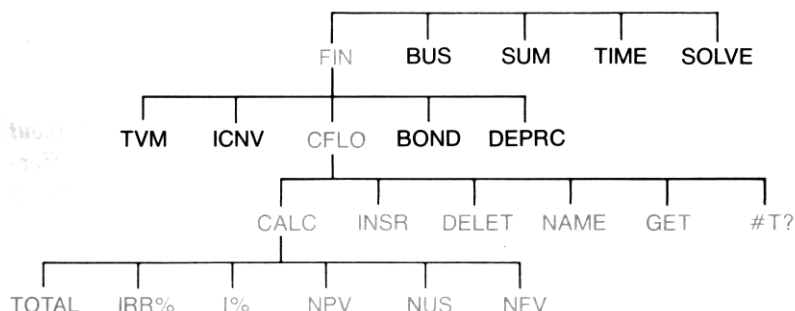 FIN BUS SUM TIME SOLVE
TVM ICNV CFLO BOND DEPRC
CALC INSR DELET NAME GET #T?
TOTAL IRR% I% NPV NUS NFV